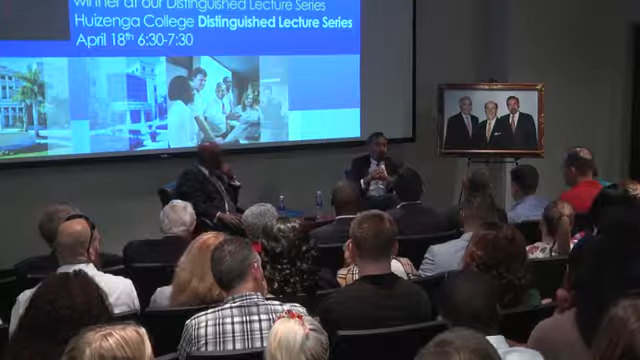 winner at our Distinguished Lecture Series
Huizenga College Distinguished Lecture Series
April 18th 6:30-7:30